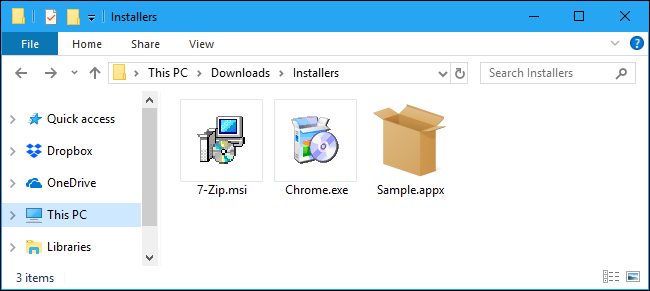 Installers
File Home Share View
This PC Downloads Installers Search Installers
Quick access
Dropbox
OneDrive
This PC
Libraries
7-Zip.msi Chrome.exe Sample.appx
3 items